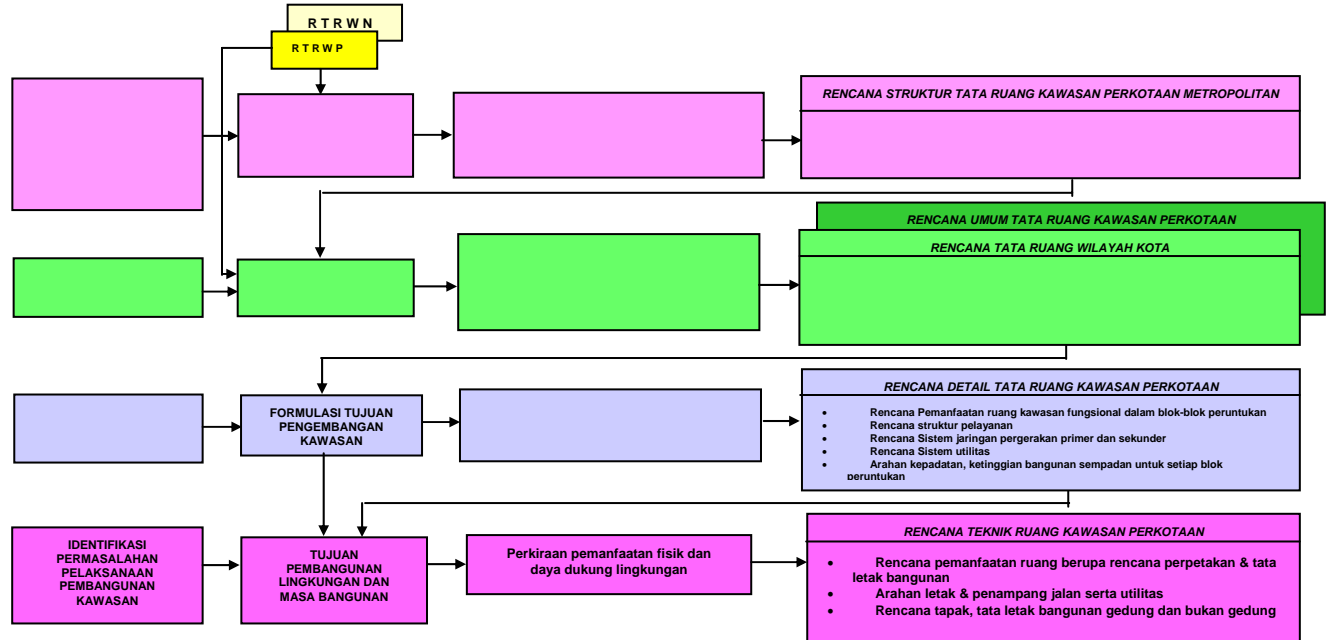 R T R W N
R T R W P
RENCANA STRUKTUR TATA RUANG KAWASAN PERKOTAAN METROPOLITAN
RENCANA UMUM TATA RUANG KAWASAN PERKOTAAN
RENCANA TATA RUANG WILAYAH KOTA
FORMULASI TUJUAN
PENGEMBANGAN
KAWASAN
RENCANA DETAIL TATA RUANG KAWASAN PERKOTAAN
• Rencana Pemanfaatan ruang kawasan fungsional dalam blok-blok peruntukan
• Rencana struktur pelayanan
• Rencana Sistem jaringan pergerakan primer dan sekunder
• Rencana Sistem utilitas
• Arahan kepadatan, ketinggian bangunan sempadan untuk setiap blok
peruntukan
IDENTIFIKASI
PERMASALAHAN
PELAKSANAAN
PEMBANGUNAN
KAWASAN
TUJUAN
PEMBANGUNAN
LINGKUNGAN DAN
MASA BANGUNAN
Perkiraan pemanfaatan fisik dan
daya dukung lingkungan
RENCANA TEKNIK RUANG KAWASAN PERKOTAAN
• Rencana pemanfaatan ruang berupa rencana perpetakan & tata
letak bangunan
• Arahan letak & penampang jalan serta utilitas
• Rencana tapak, tata letak bangunan gedung dan bukan gedung